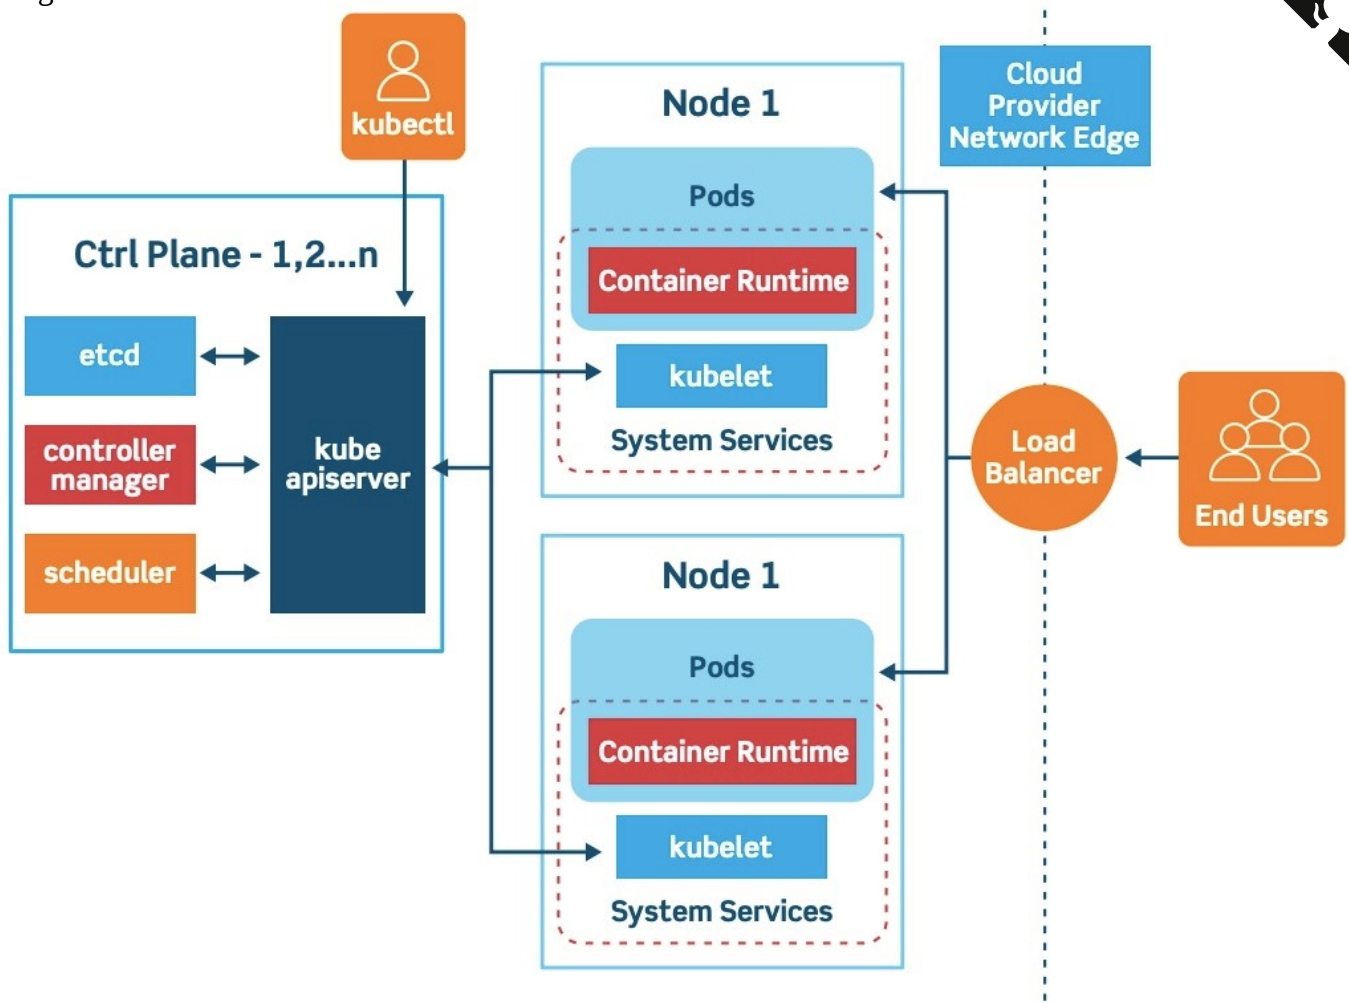 kubectl
Ctrl Plane - 1,2...n
etcd
controller
manager
scheduler
kube
apiserver
Node 1
Pods
Container Runtime
kubelet
System Services
Node 1
Pods
Container Runtime
kubelet
System Services
Cloud
Provider
Network Edge
Load
Balancer
End Users